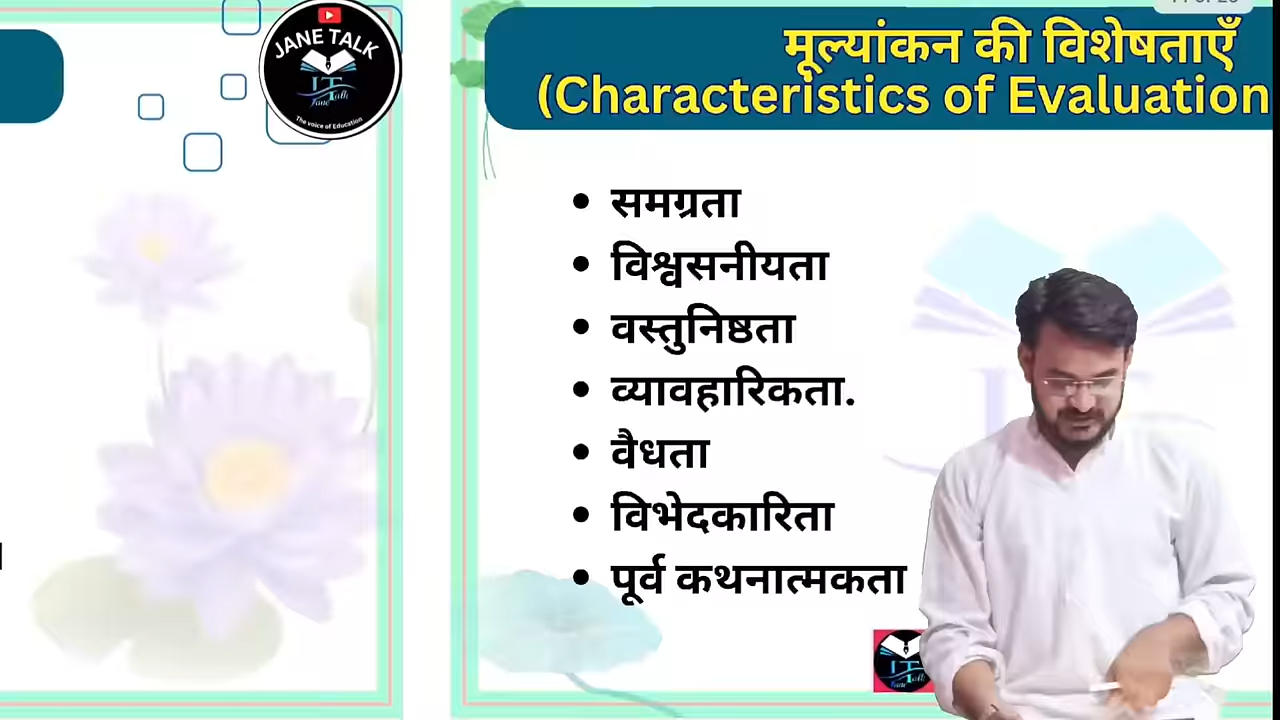 JANE TALK
The voice of Education
मूल्यांकन की विशेषताएँ
(Characteristics of Evaluation
• समग्रता
• विश्वसनीयता
• वस्तुनिष्ठता
• व्यावहारिकता.
• वैधता
• विभेदकारिता
• पूर्व कथनात्मकता